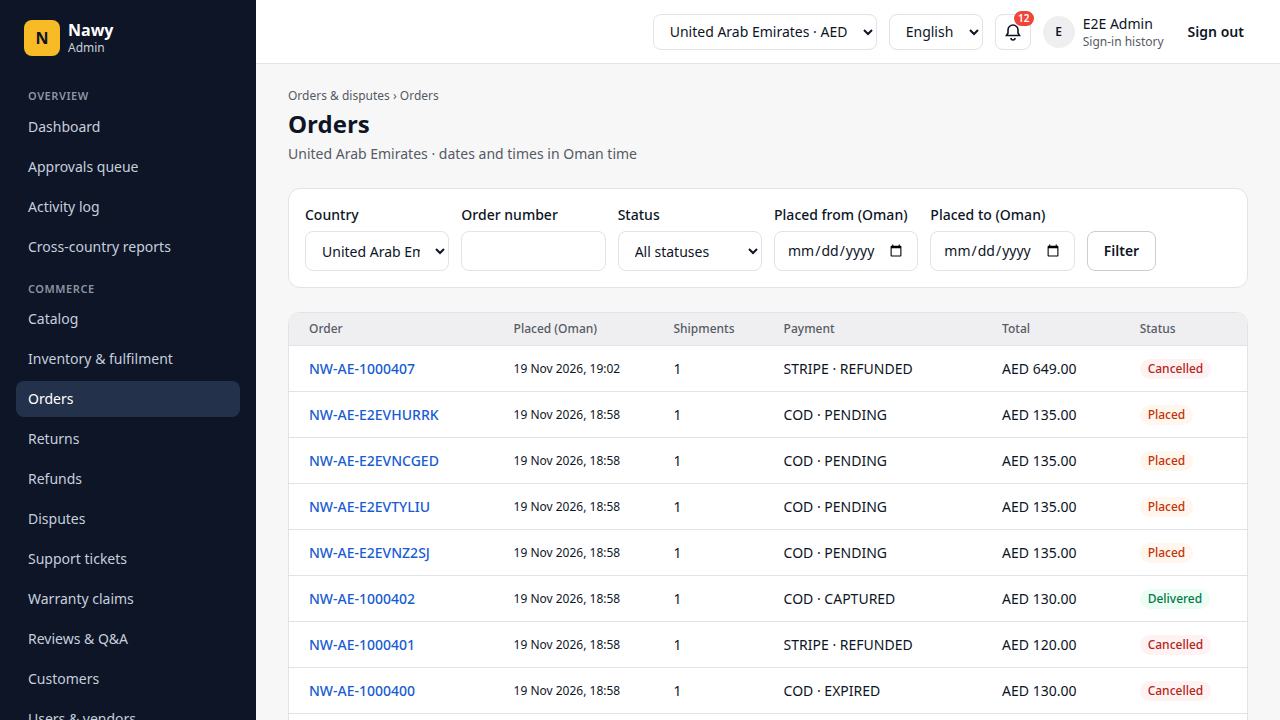 N
Nawy
Admin
United Arab Emirates · AED
English
12
E
E2E Admin
Sign-in history
Sign out
OVERVIEW
Dashboard
Approvals queue
Activity log
Cross-country reports
COMMERCE
Catalog
Inventory & fulfilment
Orders
Returns
Refunds
Disputes
Support tickets
Warranty claims
Reviews & Q&A
Customers
Users & vendors
Orders & disputes › Orders
Orders
United Arab Emirates · dates and times in Oman time
Country Order number Status Placed from (Oman) Placed to (Oman)
United Arab Em All statuses mm/dd/yyyy mm/dd/yyyy Filter
Order Placed (Oman) Shipments Payment Total Status
NW-AE-1000407 19 Nov 2026, 19:02 1 STRIPE · REFUNDED AED 649.00 Cancelled
NW-AE-E2EVHURRK 19 Nov 2026, 18:58 1 COD · PENDING AED 135.00 Placed
NW-AE-E2EVNCGED 19 Nov 2026, 18:58 1 COD · PENDING AED 135.00 Placed
NW-AE-E2EVTYLIU 19 Nov 2026, 18:58 1 COD · PENDING AED 135.00 Placed
NW-AE-E2EVNZ2SJ 19 Nov 2026, 18:58 1 COD · PENDING AED 135.00 Placed
NW-AE-1000402 19 Nov 2026, 18:58 1 COD · CAPTURED AED 130.00 Delivered
NW-AE-1000401 19 Nov 2026, 18:58 1 STRIPE · REFUNDED AED 120.00 Cancelled
NW-AE-1000400 19 Nov 2026, 18:58 1 COD · EXPIRED AED 130.00 Cancelled